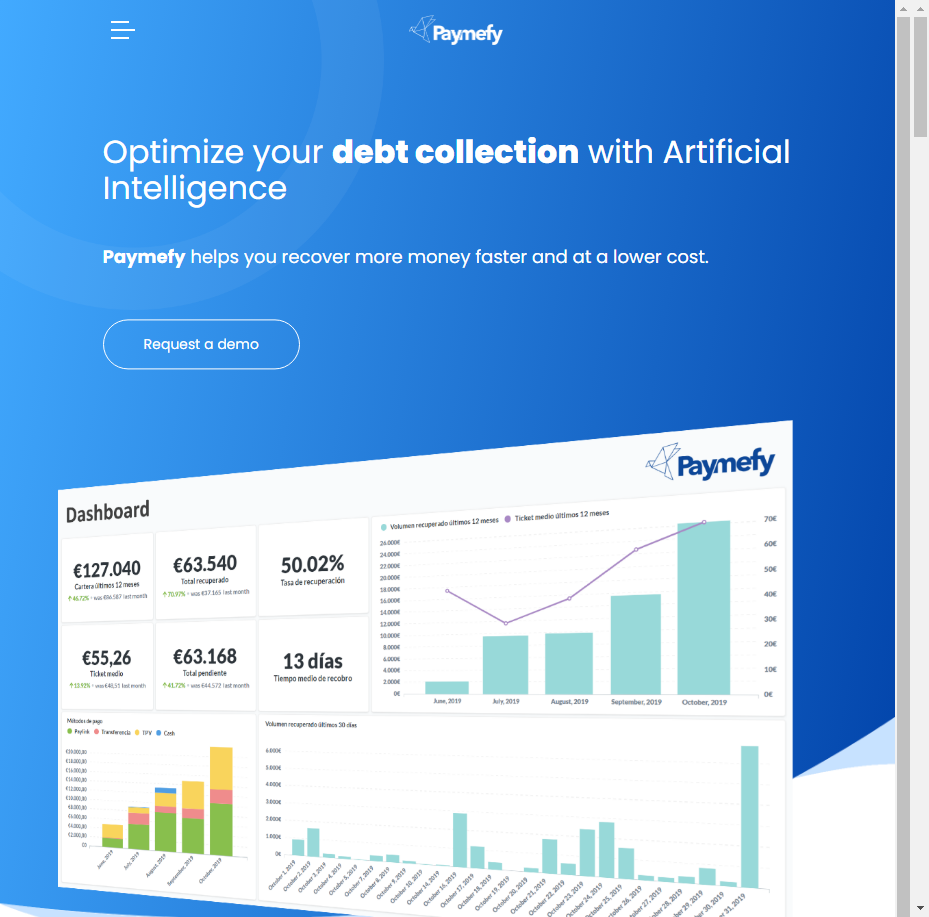 Paymefy
Optimize your debt collection with Artificial
Intelligence
Paymefy helps you recover more money faster and at a lower cost.
Request a demo
Paymefy
Dashboard
€127.040
Cartera últimos 12 meses
↑ 46.72% • was €86.587 last month
€63.540
Total recuperado
↑ 70.97% • was €37.165 last month
50.02%
Tasa de recuperación
€55,26
Ticket medio
↑ 13.92% • was €48,51 last month
€63.168
Total pendiente
↑ 41.72% • was €44.572 last month
13 días
Tiempo medio de recobro
Volumen recuperado últimos 12 meses Ticket medio últimos 12 meses
26.000€
24.000€
22.000€
20.000€
18.000€
16.000€
14.000€
12.000€
10.000€
8.000€
6.000€
4.000€
2.000€
0€
70€
60€
50€
40€
30€
20€
10€
0€
June, 2019 July, 2019 August, 2019 September, 2019 October, 2019
Métodos de pago
Paylink Transferencia TPV Cash
€20.000,00
€18.000,00
€16.000,00
€14.000,00
€12.000,00
€10.000,00
€8.000,00
€6.000,00
€4.000,00
€2.000,00
€0
June, 2019 July, 2019 August, 2019 September, 2019 October, 2019
Volumen recuperado últimos 30 días
6.000€
5.000€
4.000€
3.000€
2.000€
1.000€
0€
October 1, 2019 October 2, 2019 October 3, 2019 October 4, 2019 October 5, 2019 October 7, 2019 October 8, 2019 October 9, 2019 October 10, 2019 October 14, 2019 October 16, 2019 October 17, 2019 October 18, 2019 October 19, 2019 October 20, 2019 October 21, 2019 October 22, 2019 October 23, 2019 October 24, 2019 October 25, 2019 October 26, 2019 27, 2019 28, 2019 29, 2019 30, 2019 31, 2019